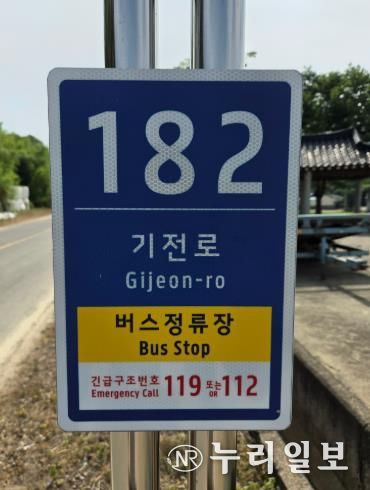 182
기전로
Gijeon-ro
버스정류장
Bus Stop
긴급구조번호 119 또는 112
Emergency Call OR
NR 누리일보